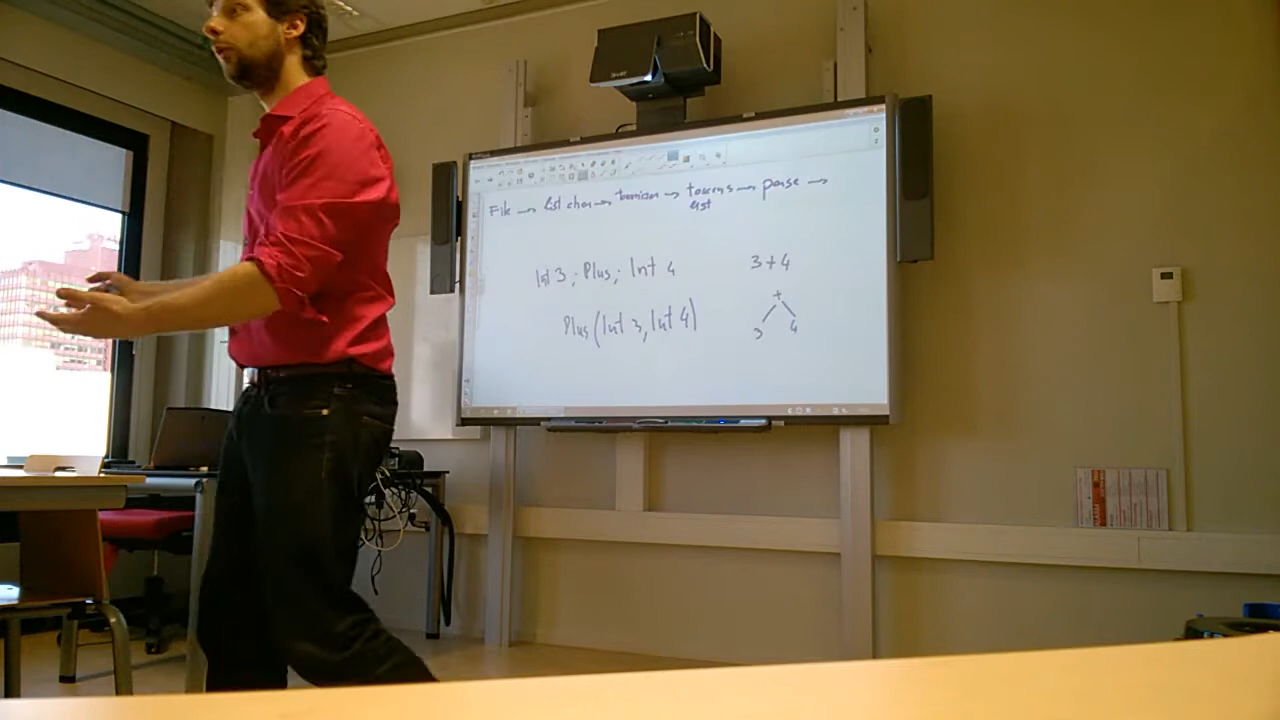 File → list char → tokenizer → tokens list → parse →
Int 3 ; Plus ; Int 4
3+4
Plus (Int 3, Int 4)
+
3 4